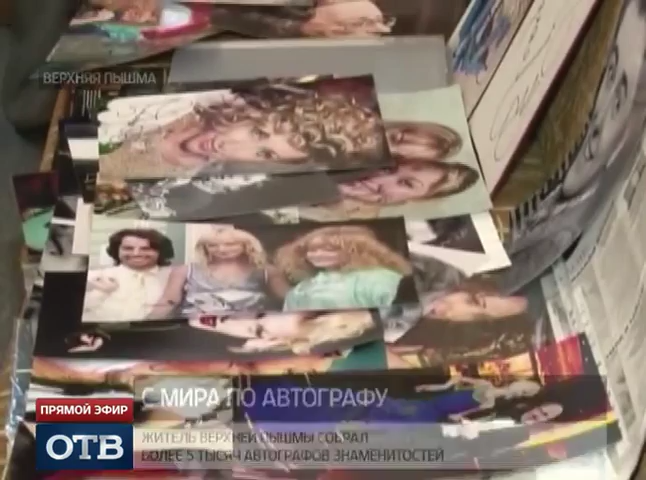 ВЕРХНЯЯ ПЫШМА
С МИРА ПО АВТОГРАФУ
ПРЯМОЙ ЭФИР
ОТВ
ЖИТЕЛЬ ВЕРХНЕЙ ПЫШМЫ СОБРАЛ
БОЛЕЕ 5 ТЫСЯЧ АВТОГРАФОВ ЗНАМЕНИТОСТЕЙ